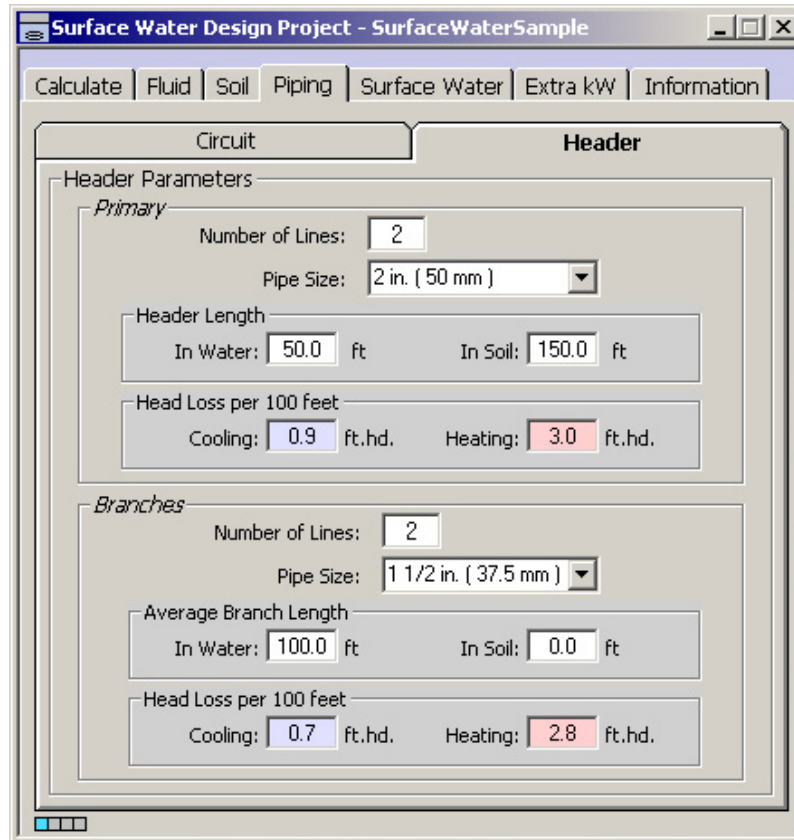 Surface Water Design Project - SurfaceWaterSample
Calculate Fluid Soil Piping Surface Water Extra kW Information
Circuit Header
Header Parameters
Primary
Number of Lines: 2
Pipe Size: 2 in. ( 50 mm )
Header Length
In Water: 50.0 ft In Soil: 150.0 ft
Head Loss per 100 feet
Cooling: 0.9 ft.hd. Heating: 3.0 ft.hd.
Branches
Number of Lines: 2
Pipe Size: 1 1/2 in. ( 37.5 mm )
Average Branch Length
In Water: 100.0 ft In Soil: 0.0 ft
Head Loss per 100 feet
Cooling: 0.7 ft.hd. Heating: 2.8 ft.hd.